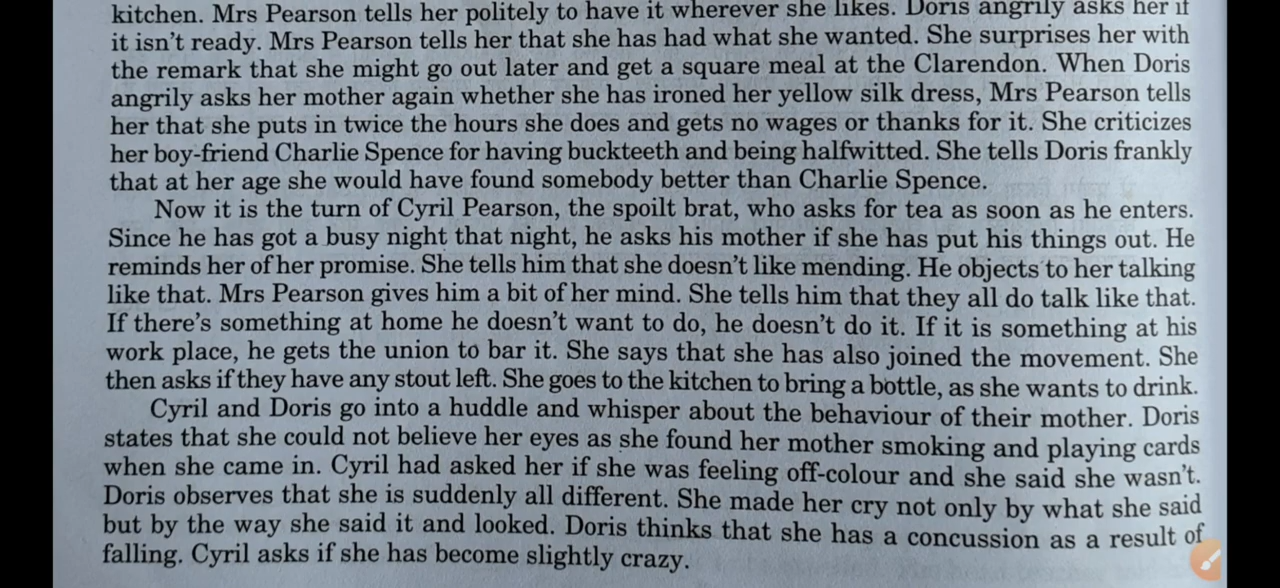 kitchen. Mrs Pearson tells her politely to have it wherever she likes. Doris angrily asks her if
it isn't ready. Mrs Pearson tells her that she has had what she wanted. She surprises her with
the remark that she might go out later and get a square meal at the Clarendon. When Doris
angrily asks her mother again whether she has ironed her yellow silk dress, Mrs Pearson tells
her that she puts in twice the hours she does and gets no wages or thanks for it. She criticizes
her boy-friend Charlie Spence for having buckteeth and being halfwitted. She tells Doris frankly
that at her age she would have found somebody better than Charlie Spence.
Now it is the turn of Cyril Pearson, the spoilt brat, who asks for tea as soon as he enters.
Since he has got a busy night that night, he asks his mother if she has put his things out. He
reminds her of her promise. She tells him that she doesn't like mending. He objects to her talking
like that. Mrs Pearson gives him a bit of her mind. She tells him that they all do talk like that.
If there's something at home he doesn't want to do, he doesn't do it. If it is something at his
work place, he gets the union to bar it. She says that she has also joined the movement. She
then asks if they have any stout left. She goes to the kitchen to bring a bottle, as she wants to drink.
Cyril and Doris go into a huddle and whisper about the behaviour of their mother. Doris
states that she could not believe her eyes as she found her mother smoking and playing cards
when she came in. Cyril had asked her if she was feeling off-colour and she said she wasn't.
Doris observes that she is suddenly all different. She made her cry not only by what she said
but by the way she said it and looked. Doris thinks that she has a concussion as a result of
falling. Cyril asks if she has become slightly crazy.